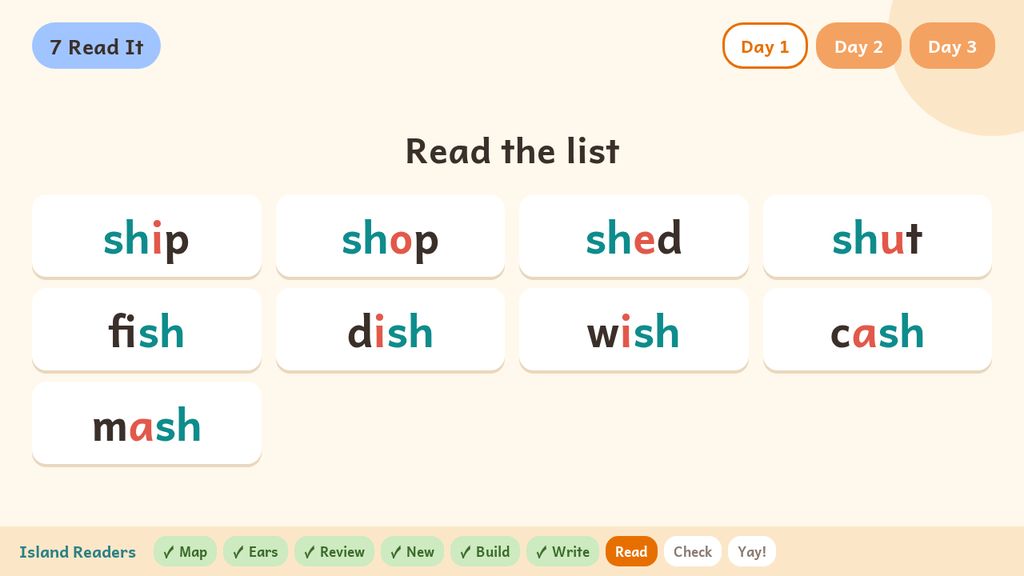 7 Read It
Day 1 Day 2 Day 3
Read the list
ship shop shed shut
fish dish wish cash
mash
Island Readers ✓ Map ✓ Ears ✓ Review ✓ New ✓ Build ✓ Write Read Check Yay!